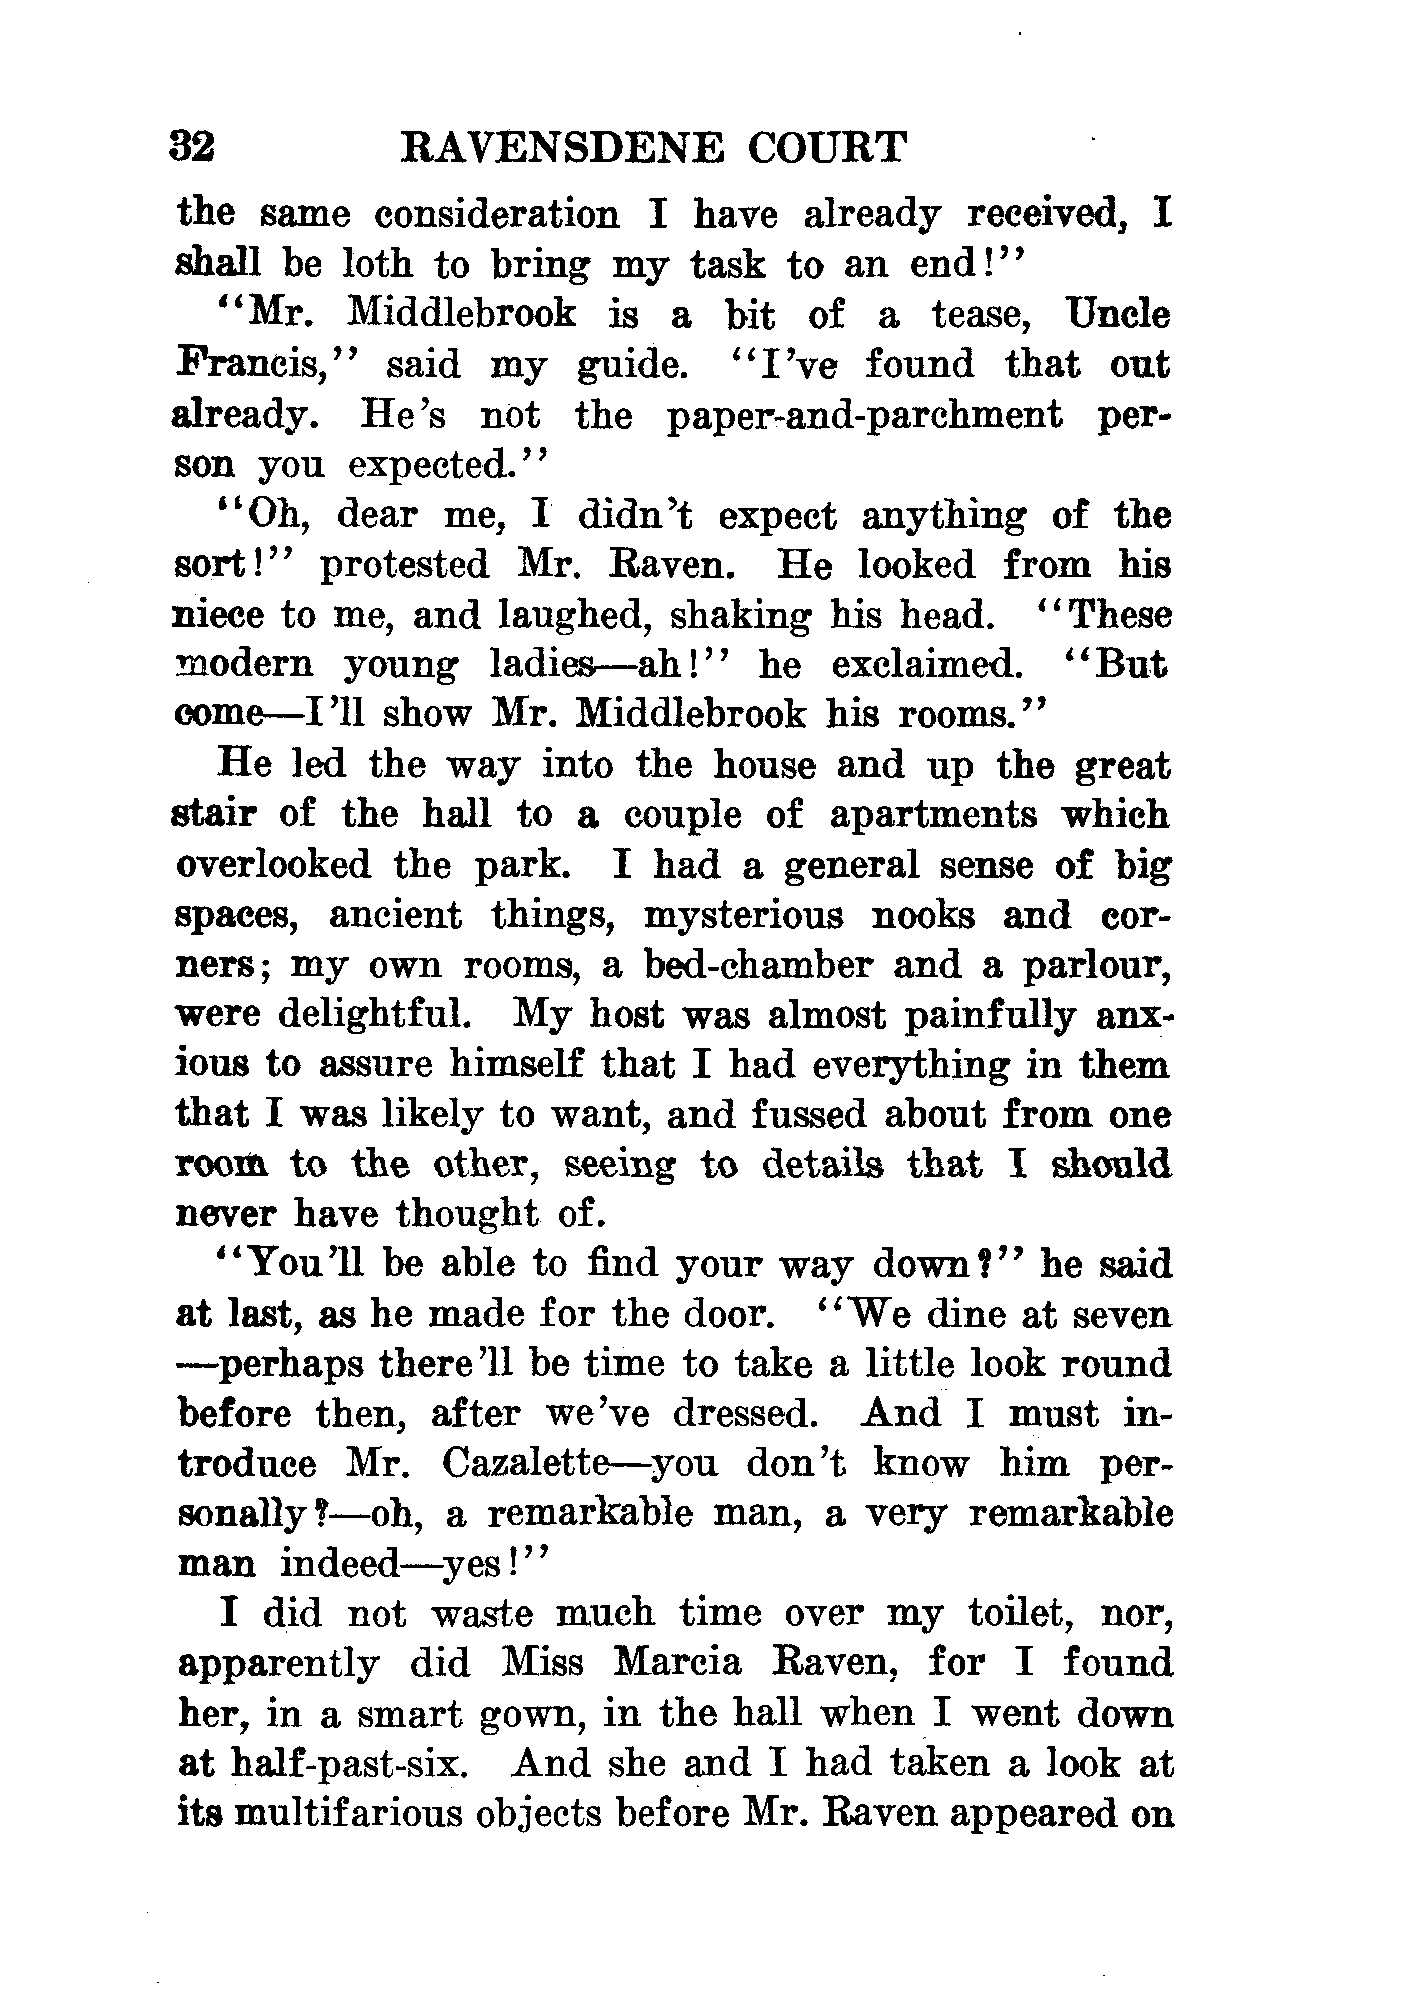 32 RAVENSDENE COURT
the same consideration I have already received, I
shall be loth to bring my task to an end!"
"Mr. Middlebrook is a bit of a tease, Uncle
Francis," said my guide. "I've found that out
already. He's not the paper-and-parchment per-
son you expected."
"Oh, dear me, I didn't expect anything of the
sort!" protested Mr. Raven. He looked from his
niece to me, and laughed, shaking his head. "These
modern young ladies—ah!" he exclaimed. "But
come—I'll show Mr. Middlebrook his rooms."
He led the way into the house and up the great
stair of the hall to a couple of apartments which
overlooked the park. I had a general sense of big
spaces, ancient things, mysterious nooks and cor-
ners; my own rooms, a bed-chamber and a parlour,
were delightful. My host was almost painfully anx-
ious to assure himself that I had everything in them
that I was likely to want, and fussed about from one
room to the other, seeing to details that I should
never have thought of.
"You'll be able to find your way down?" he said
at last, as he made for the door. "We dine at seven
—perhaps there'll be time to take a little look round
before then, after we've dressed. And I must in-
troduce Mr. Cazalette—you don't know him per-
sonally?—oh, a remarkable man, a very remarkable
man indeed—yes!"
I did not waste much time over my toilet, nor,
apparently did Miss Marcia Raven, for I found
her, in a smart gown, in the hall when I went down
at half-past-six. And she and I had taken a look at
its multifarious objects before Mr. Raven appeared on